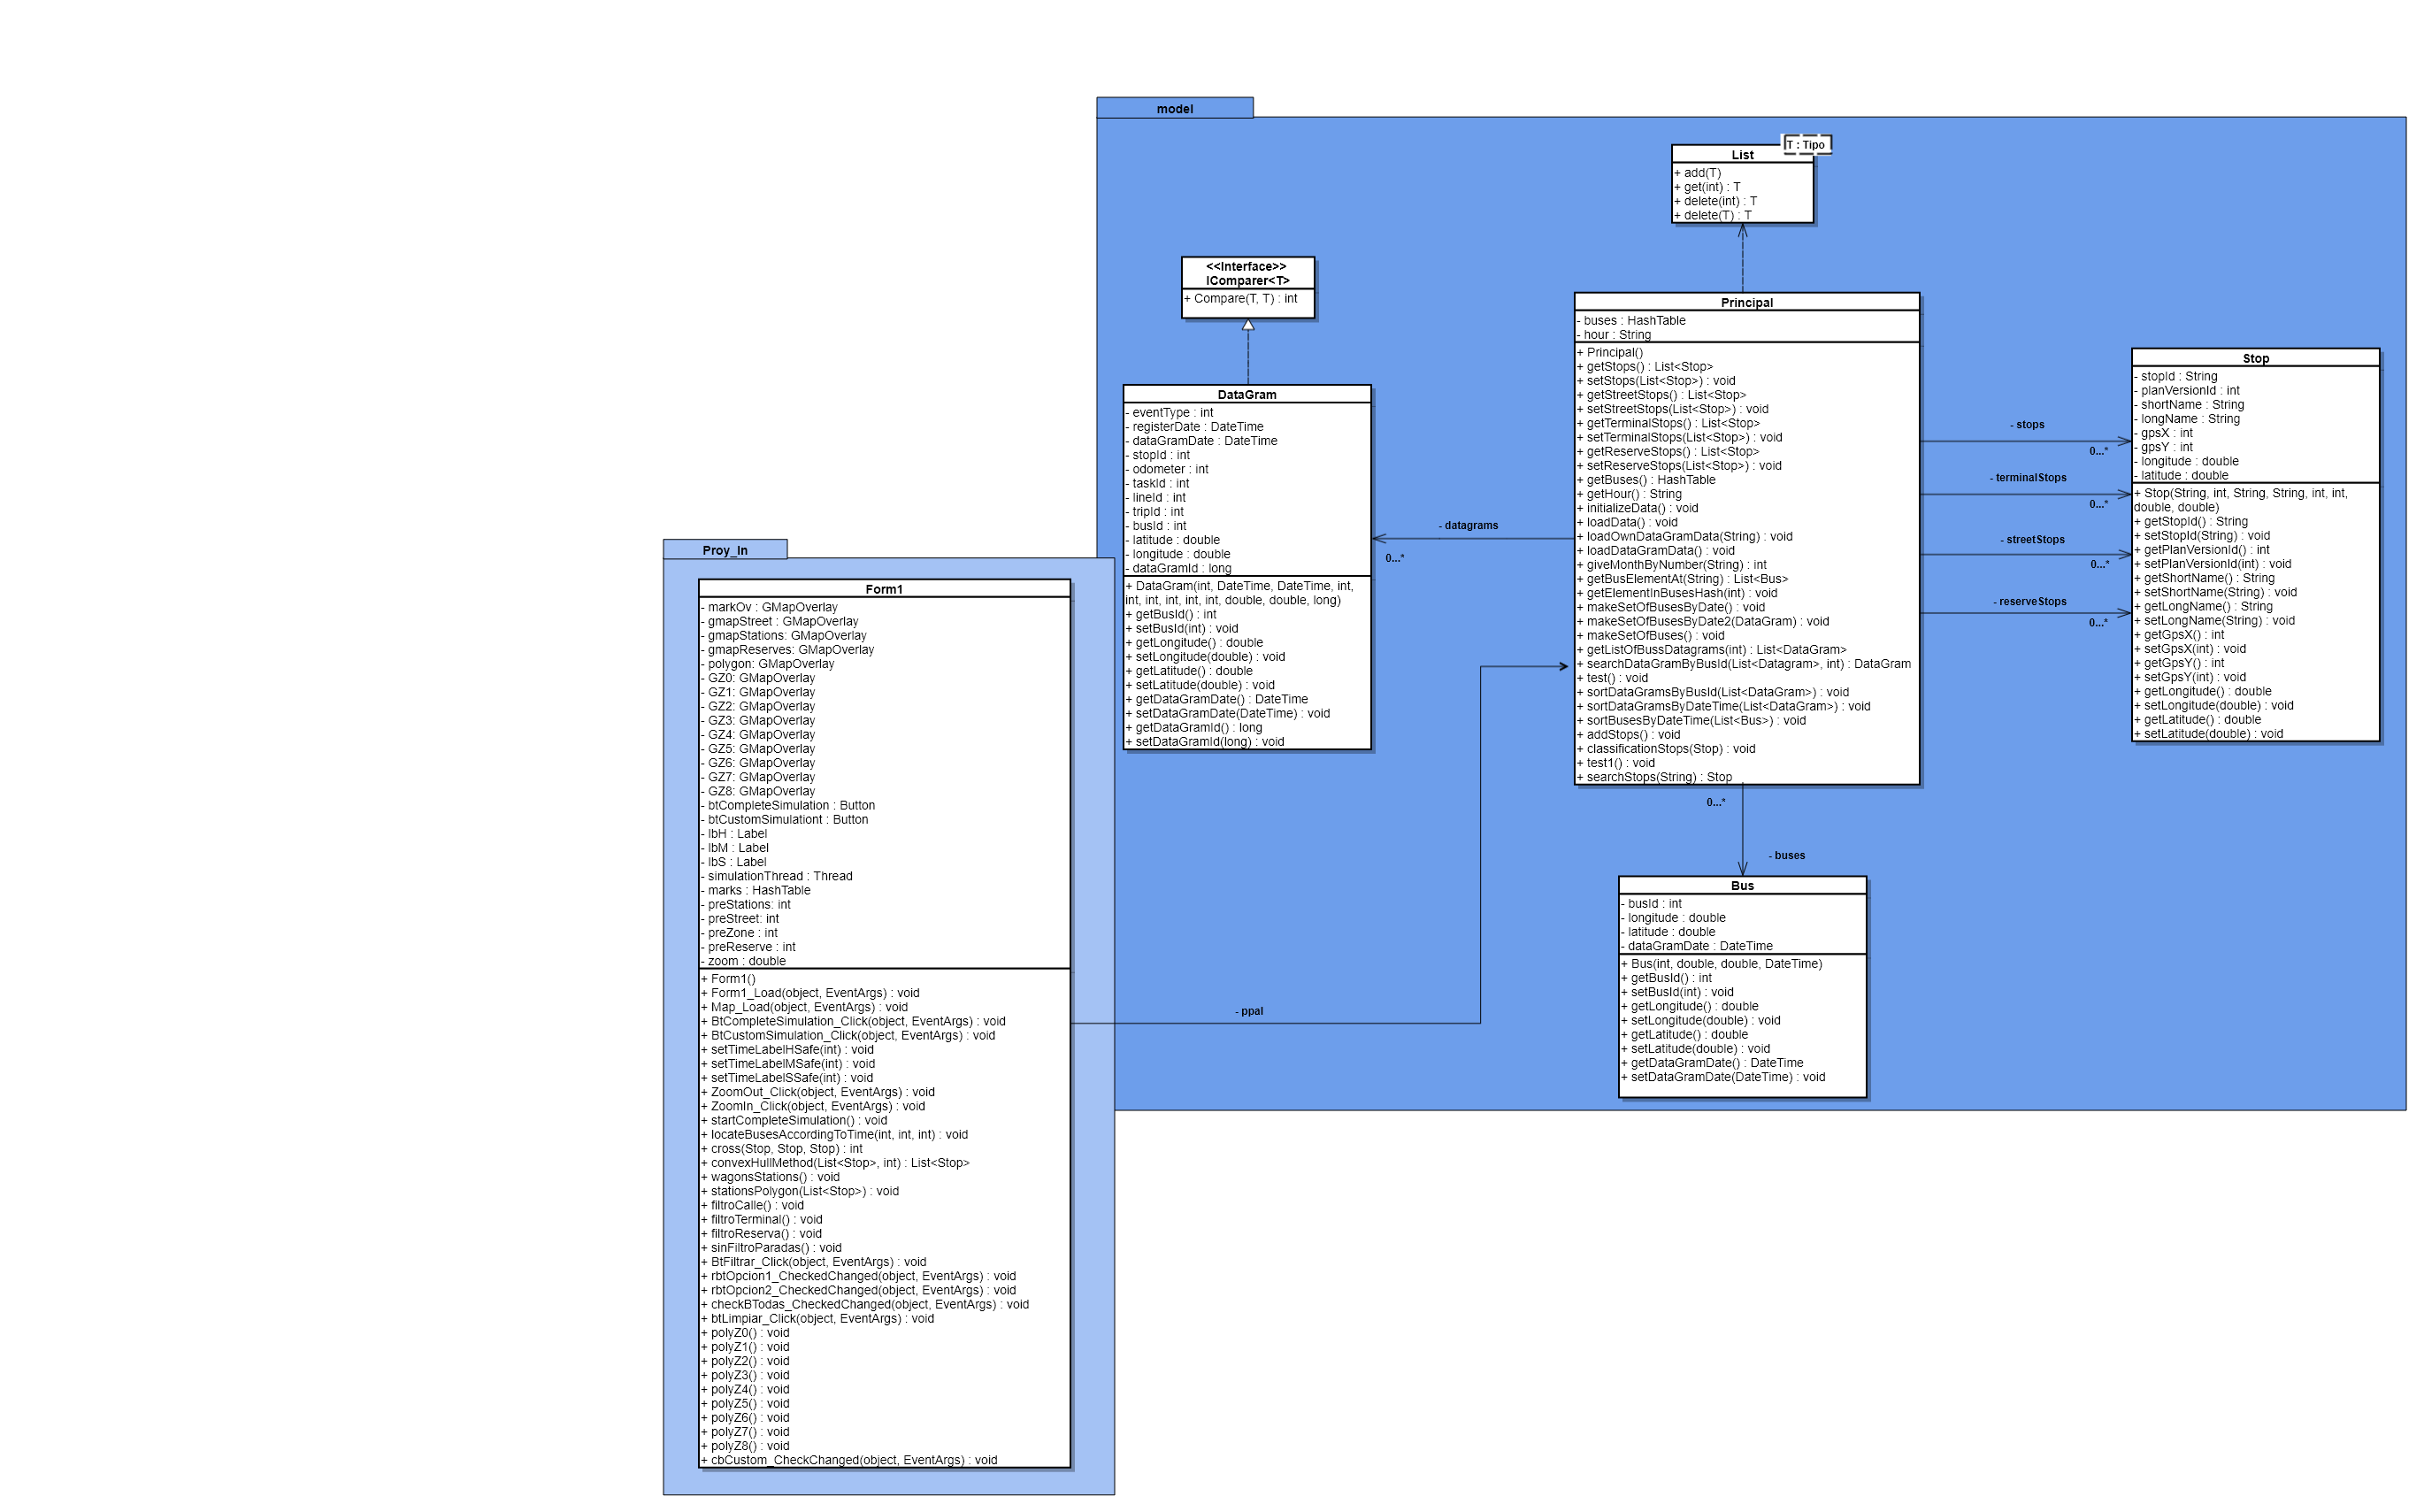 model
T : Tipo
List
+ add(T)
+ get(int) : T
+ delete(int) : T
+ delete(T) : T
<<Interface>>
IComparer<T>
+ Compare(T, T) : int
Principal
- buses : HashTable
- hour : String
+ Principal()
+ getStops() : List<Stop>
+ setStops(List<Stop>) : void
+ getStreetStops() : List<Stop>
+ setStreetStops(List<Stop>) : void
+ getTerminalStops() : List<Stop>
+ setTerminalStops(List<Stop>) : void
+ getReserveStops() : List<Stop>
+ setReserveStops(List<Stop>) : void
+ getBuses() : HashTable
+ getHour() : String
+ initializeData() : void
+ loadData() : void
+ loadOwnDataGramData(String) : void
+ loadDataGramData() : void
+ giveMonthByNumber(String) : int
+ getBusElementAt(String) : List<Bus>
+ getElementInBusesHash(int) : void
+ makeSetOfBusesByDate() : void
+ makeSetOfBusesByDate2(DataGram) : void
+ makeSetOfBuses() : void
+ getListOfBussDatagrams(int) : List<DataGram>
+ searchDataGramByBusId(List<Datagram>, int) : DataGram
+ test() : void
+ sortDataGramsByBusId(List<DataGram>) : void
+ sortDataGramsByDateTime(List<DataGram>) : void
+ sortBusesByDateTime(List<Bus>) : void
+ addStops() : void
+ classificationStops(Stop) : void
+ test1() : void
+ searchStops(String) : Stop
Stop
- stopId : String
- planVersionId : int
- shortName : String
- longName : String
- gpsX : int
- gpsY : int
- longitude : double
- latitude : double
+ Stop(String, int, String, String, int, int,
double, double)
+ getStopId() : String
+ setStopId(String) : void
+ getPlanVersionId() : int
+ setPlanVersionId(int) : void
+ getShortName() : String
+ setShortName(String) : void
+ getLongName() : String
+ setLongName(String) : void
+ getGpsX() : int
+ setGpsX(int) : void
+ getGpsY() : int
+ setGpsY(int) : void
+ getLongitude() : double
+ setLongitude(double) : void
+ getLatitude() : double
+ setLatitude(double) : void
- stops
0...*
- terminalStops
0...*
- streetStops
0...*
- reserveStops
0...*
DataGram
- eventType : int
- registerDate : DateTime
- dataGramDate : DateTime
- stopId : int
- odometer : int
- taskId : int
- lineId : int
- tripId : int
- busId : int
- latitude : double
- longitude : double
- dataGramId : long
+ DataGram(int, DateTime, DateTime, int,
int, int, int, int, int, double, double, long)
+ getBusId() : int
+ setBusId(int) : void
+ getLongitude() : double
+ setLongitude(double) : void
+ getLatitude() : double
+ setLatitude(double) : void
+ getDataGramDate() : DateTime
+ setDataGramDate(DateTime) : void
+ getDataGramId() : long
+ setDataGramId(long) : void
- datagrams
0...*
0...*
- buses
Bus
- busId : int
- longitude : double
- latitude : double
- dataGramDate : DateTime
+ Bus(int, double, double, DateTime)
+ getBusId() : int
+ setBusId(int) : void
+ getLongitude() : double
+ setLongitude(double) : void
+ getLatitude() : double
+ setLatitude(double) : void
+ getDataGramDate() : DateTime
+ setDataGramDate(DateTime) : void
- ppal
Proy_In
Form1
- markOv : GMapOverlay
- gmapStreet : GMapOverlay
- gmapStations: GMapOverlay
- gmapReserves: GMapOverlay
- polygon: GMapOverlay
- GZ0: GMapOverlay
- GZ1: GMapOverlay
- GZ2: GMapOverlay
- GZ3: GMapOverlay
- GZ4: GMapOverlay
- GZ5: GMapOverlay
- GZ6: GMapOverlay
- GZ7: GMapOverlay
- GZ8: GMapOverlay
- btCompleteSimulation : Button
- btCustomSimulationt : Button
- lbH : Label
- lbM : Label
- lbS : Label
- simulationThread : Thread
- marks : HashTable
- preStations: int
- preStreet: int
- preZone : int
- preReserve : int
- zoom : double
+ Form1()
+ Form1_Load(object, EventArgs) : void
+ Map_Load(object, EventArgs) : void
+ BtCompleteSimulation_Click(object, EventArgs) : void
+ BtCustomSimulation_Click(object, EventArgs) : void
+ setTimeLabelHSafe(int) : void
+ setTimeLabelMSafe(int) : void
+ setTimeLabelSSafe(int) : void
+ ZoomOut_Click(object, EventArgs) : void
+ ZoomIn_Click(object, EventArgs) : void
+ startCompleteSimulation() : void
+ locateBusesAccordingToTime(int, int, int) : void
+ cross(Stop, Stop, Stop) : int
+ convexHullMethod(List<Stop>, int) : List<Stop>
+ wagonsStations() : void
+ stationsPolygon(List<Stop>) : void
+ filtroCalle() : void
+ filtroTerminal() : void
+ filtroReserva() : void
+ sinFiltroParadas() : void
+ BtFiltrar_Click(object, EventArgs) : void
+ rbtOpcion1_CheckedChanged(object, EventArgs) : void
+ rbtOpcion2_CheckedChanged(object, EventArgs) : void
+ checkBTodas_CheckedChanged(object, EventArgs) : void
+ btLimpiar_Click(object, EventArgs) : void
+ polyZ0() : void
+ polyZ1() : void
+ polyZ2() : void
+ polyZ3() : void
+ polyZ4() : void
+ polyZ5() : void
+ polyZ6() : void
+ polyZ7() : void
+ polyZ8() : void
+ cbCustom_CheckChanged(object, EventArgs) : void